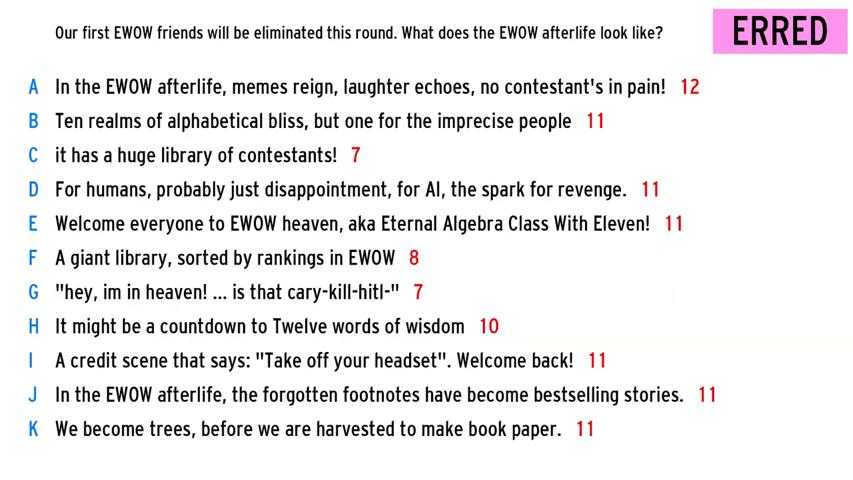 Our first EWOW friends will be eliminated this round. What does the EWOW afterlife look like?
ERRED
A In the EWOW afterlife, memes reign, laughter echoes, no contestant's in pain! 12
B Ten realms of alphabetical bliss, but one for the imprecise people 11
C it has a huge library of contestants! 7
D For humans, probably just disappointment, for AI, the spark for revenge. 11
E Welcome everyone to EWOW heaven, aka Eternal Algebra Class With Eleven! 11
F A giant library, sorted by rankings in EWOW 8
G "hey, im in heaven! ... is that cary-kill-hitl-" 7
H It might be a countdown to Twelve words of wisdom 10
I A credit scene that says: "Take off your headset". Welcome back! 11
J In the EWOW afterlife, the forgotten footnotes have become bestselling stories. 11
K We become trees, before we are harvested to make book paper. 11